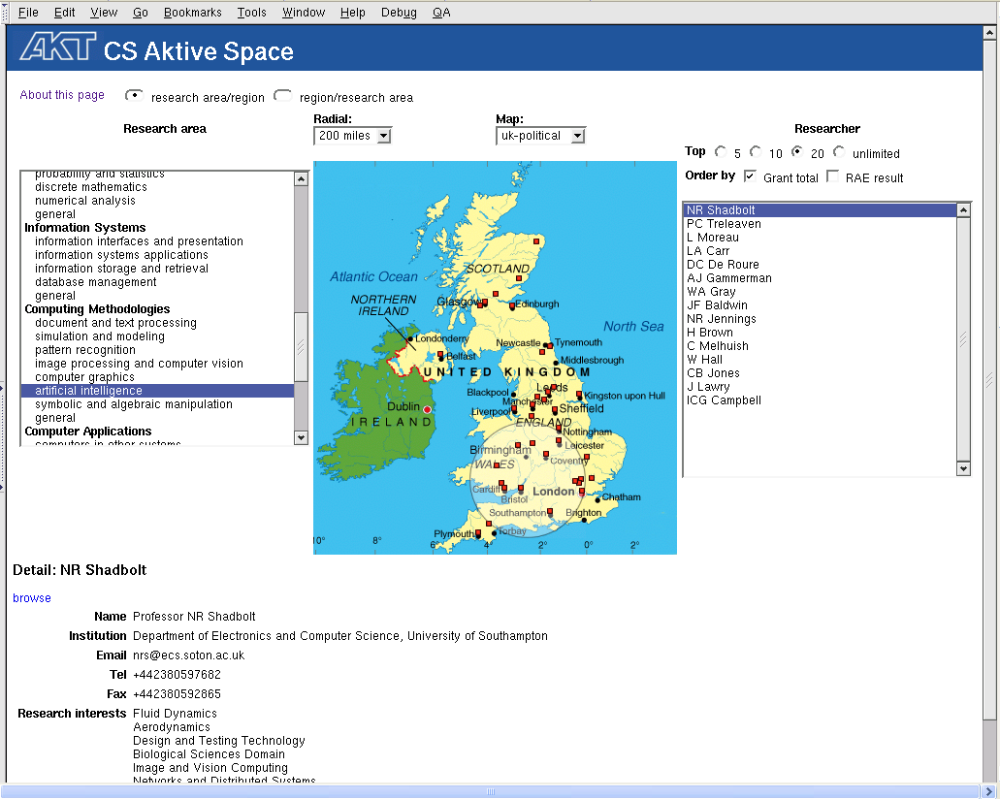 File Edit View Go Bookmarks Tools Window Help Debug QA
AKT CS Aktive Space
About this page research area/region region/research area
Research area
Radial:
200 miles
Map:
uk-political
Researcher
Top 5 10 20 unlimited
Order by Grant total RAE result
probability and statistics
discrete mathematics
numerical analysis
general
Information Systems
information interfaces and presentation
information systems applications
information storage and retrieval
database management
general
Computing Methodologies
document and text processing
simulation and modeling
pattern recognition
image processing and computer vision
computer graphics
artificial intelligence
symbolic and algebraic manipulation
general
Computer Applications
computers in other systems
SCOTLAND
Atlantic Ocean
NORTHERN
IRELAND
Glasgow
Edinburgh
North Sea
Londonderry
Belfast
Newcastle
Tynemouth
Middlesbrough
UNITED KINGDOM
Blackpool
Leeds
Kingston upon Hull
Manchester
Liverpool
Sheffield
Dublin
IRELAND
ENGLAND
Nottingham
Leicester
Birmingham
WALES
Coventry
Cardiff
Bristol
London
Chatham
Southampton
Brighton
Plymouth
Torbay
10° 8° 6° 4° 2° 0° 2°
NR Shadbolt
PC Treleaven
L Moreau
LA Carr
DC De Roure
AJ Gammerman
WA Gray
JF Baldwin
NR Jennings
H Brown
C Melhuish
W Hall
CB Jones
J Lawry
ICG Campbell
Detail: NR Shadbolt
browse
Name Professor NR Shadbolt
Institution Department of Electronics and Computer Science, University of Southampton
Email nrs@ecs.soton.ac.uk
Tel +442380597682
Fax +442380592865
Research interests Fluid Dynamics
Aerodynamics
Design and Testing Technology
Biological Sciences Domain
Image and Vision Computing
Networks and Distributed Systems